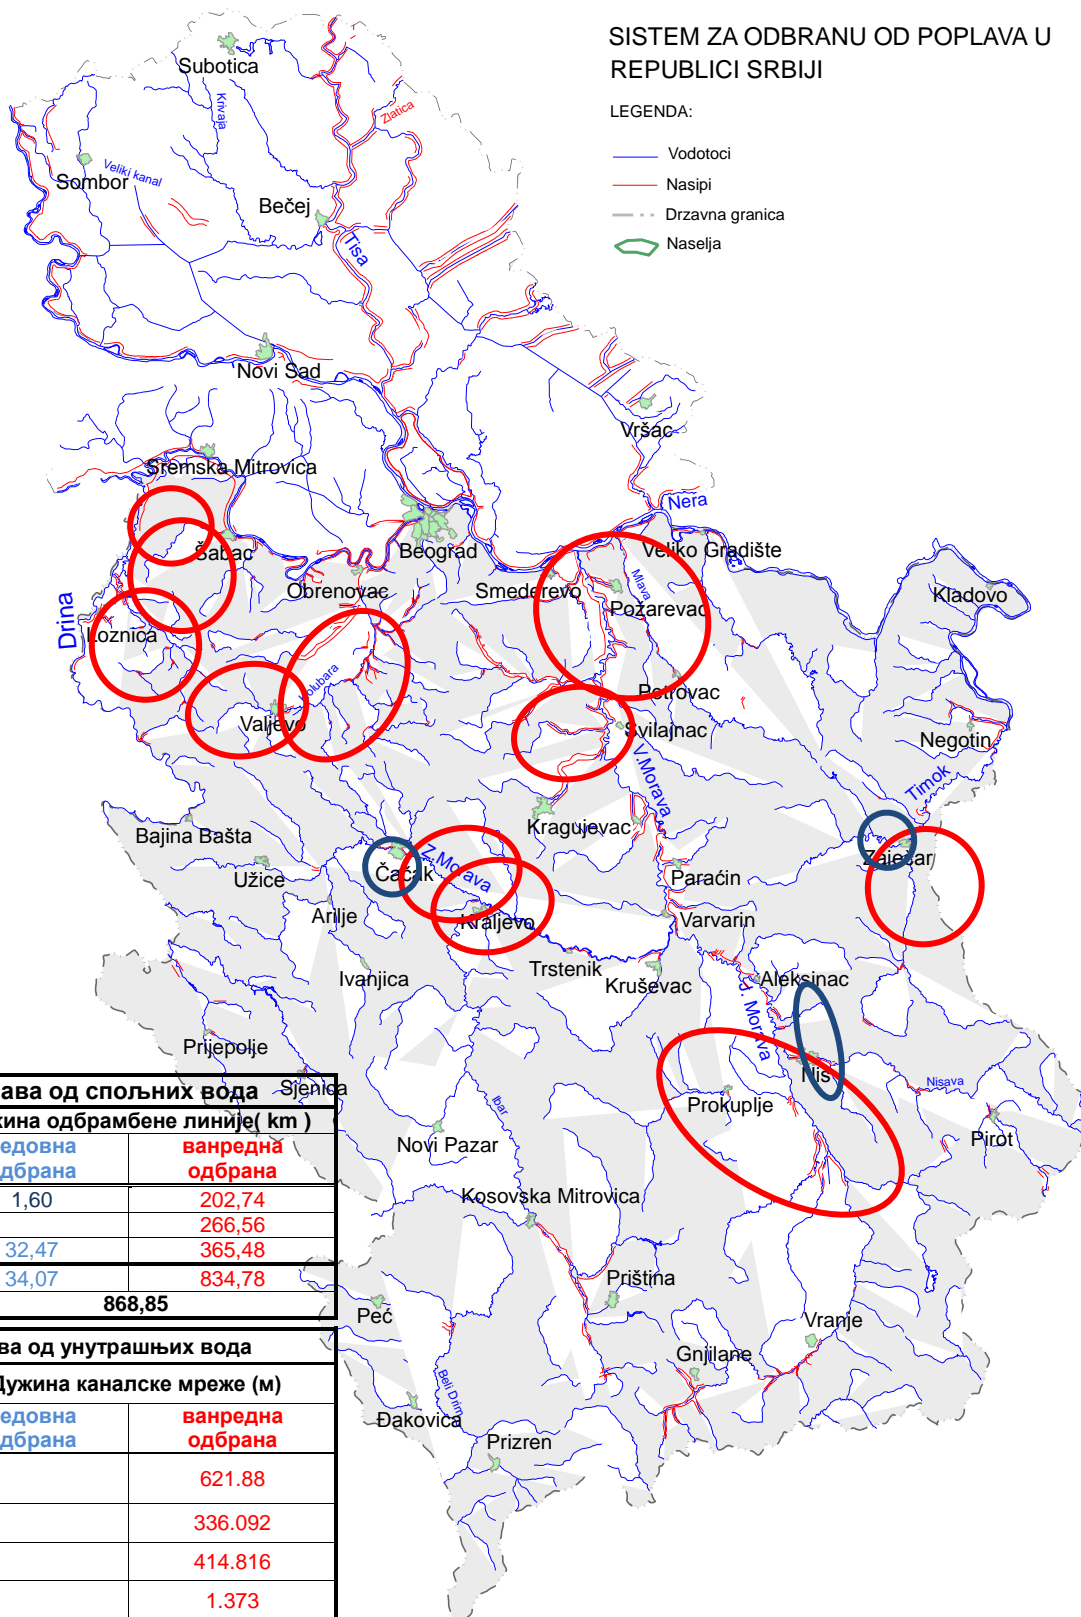 SISTEM ZA ODBRANU OD POPLAVA U
REPUBLICI SRBIJI
LEGENDA:
Vodotoci
Nasipi
Drzavna granica
Naselja
Subotica
Krivaja
Zlatica
Sombor
Veliki kanal
Bečej
Tisa
Novi Sad
Vršac
Sremska Mitrovica
Nera
Šabac
Beograd
Veliko Gradište
Obrenovac
Smederevo
Mlava
Požarevac
Kladovo
Drina
Loznica
Kolubara
Petrovac
Valjevo
Svilajnac
Negotin
V.Morava
Timok
Bajina Bašta
Kragujevac
Zaječar
Užice
Čačak
Z.Morava
Paraćin
Arilje
Kraljevo
Varvarin
Ivanjica
Trstenik
Kruševac
Aleksinac
J. Morava
Prijepolje
Niš
Sjenida
Ibar
Prokuplje
Nisava
Novi Pazar
Pirot
Kosovska Mitrovica
Priština
Peć
Vranje
Gnjilane
Beli Drim
Đakovica
Prizren
ава од спољних вода
кина одбрамбене линије( km )
едовна ванредна
дбрана одбрана
1,60 202,74
266,56
32,47 365,48
34,07 834,78
868,85
ва од унутрашњих вода
Дужина каналске мреже (м)
едовна ванредна
дбрана одбрана
621.88
336.092
414.816
1.373